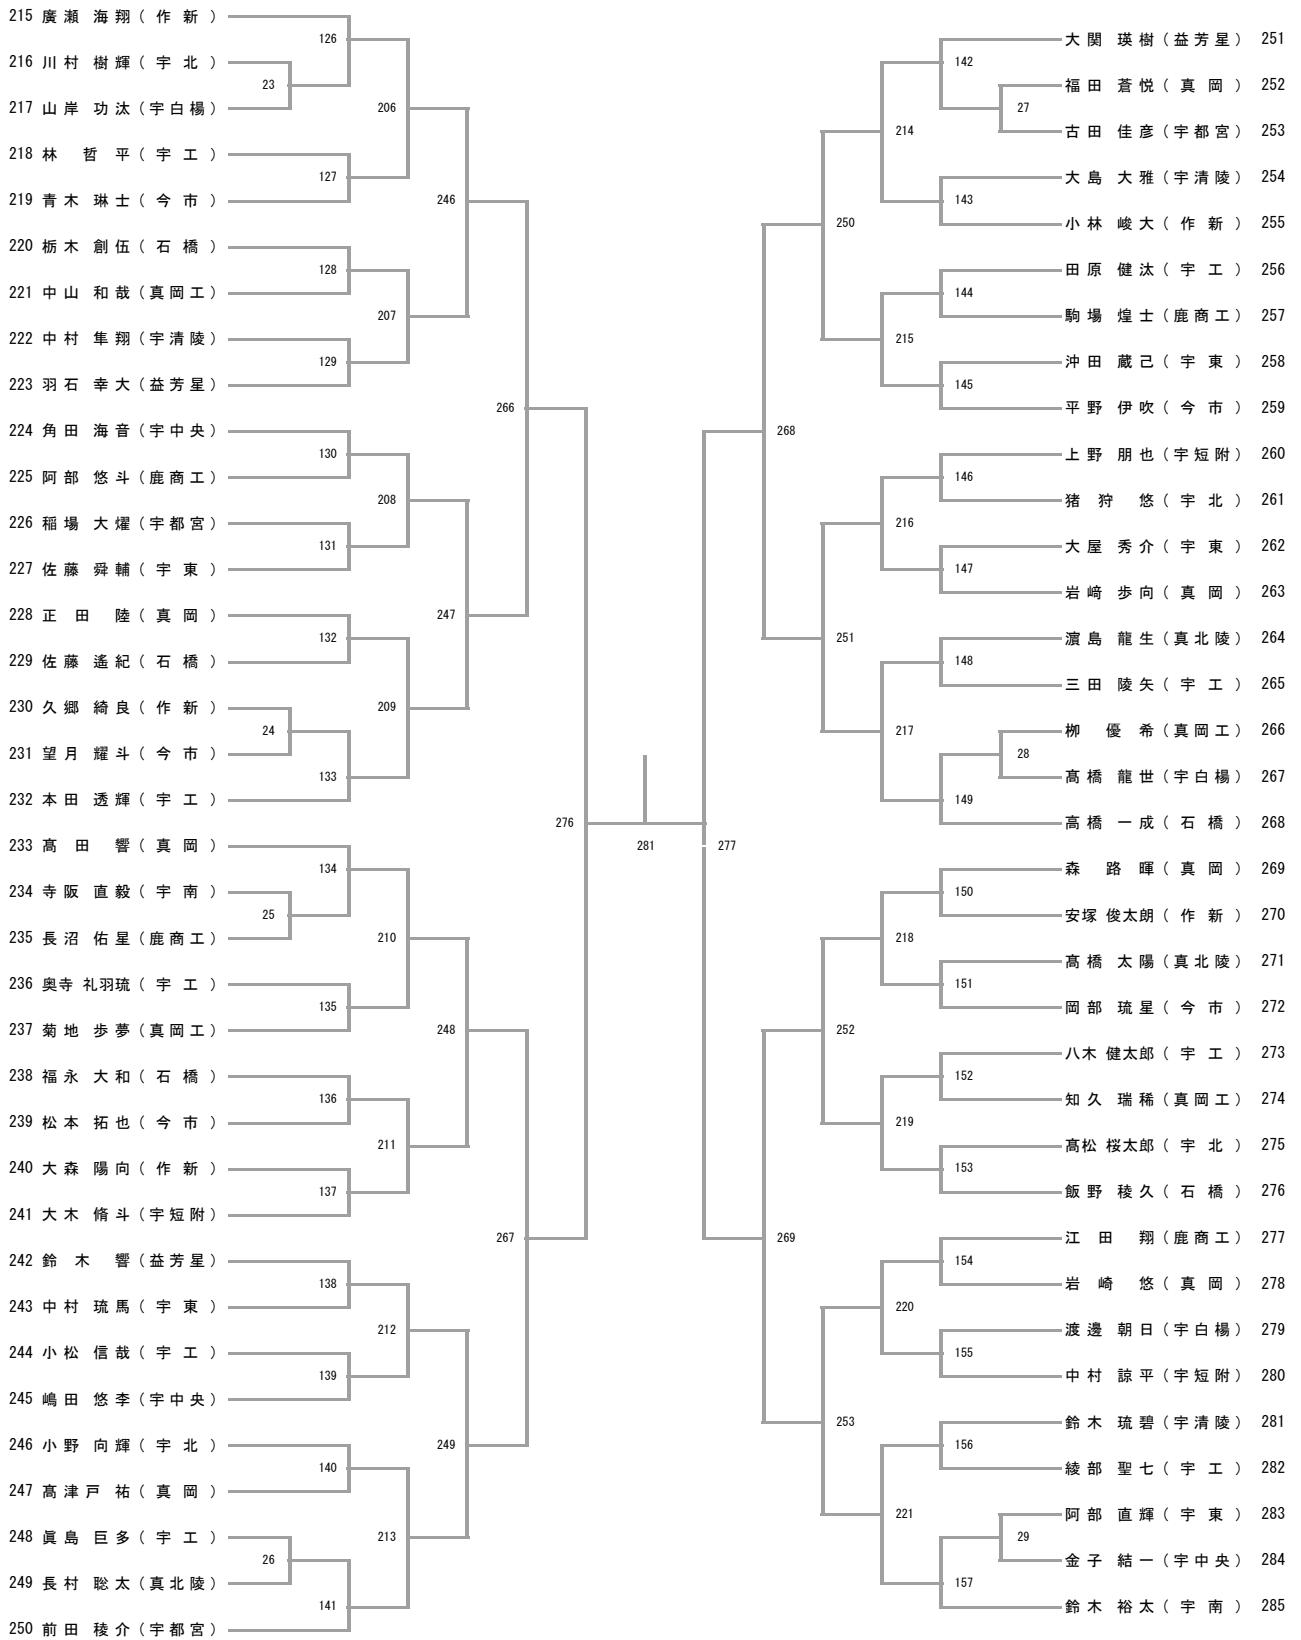 215 廣瀬 海翔 ( 作新 )
216 川村 樹輝 ( 宇北 )
217 山岸 功汰 (宇白楊)
218 林 哲平 ( 宇工 )
219 青木 琳士 ( 今市 )
220 栃木 創伍 ( 石橋 )
221 中山 和哉 (真岡工)
222 中村 隼翔 (宇清陵)
223 羽石 幸大 (益芳星)
224 角田 海音 (宇中央)
225 阿部 悠斗 (鹿商工)
226 稲場 大燿 (宇都宮)
227 佐藤 舜輔 ( 宇東 )
228 正田 陸 ( 真岡 )
229 佐藤 遙紀 ( 石橋 )
230 久郷 綺良 ( 作新 )
231 望月 耀斗 ( 今市 )
232 本田 透輝 ( 宇工 )
233 髙田 響 ( 真岡 )
234 寺阪 直毅 ( 宇南 )
235 長沼 佑星 (鹿商工)
236 奥寺 礼羽琉 ( 宇工 )
237 菊地 歩夢 (真岡工)
238 福永 大和 ( 石橋 )
239 松本 拓也 ( 今市 )
240 大森 陽向 ( 作新 )
241 大木 脩斗 (宇短附)
242 鈴木 響 (益芳星)
243 中村 琉馬 ( 宇東 )
244 小松 信哉 ( 宇工 )
245 嶋田 悠李 (宇中央)
246 小野 向輝 ( 宇北 )
247 髙津戸 祐 ( 真岡 )
248 眞島 巨多 ( 宇工 )
249 長村 聡太 (真北陵)
250 前田 稜介 (宇都宮)
23
24
25
26
126
127
128
129
130
131
132
133
134
135
136
137
138
139
140
141
206
207
208
209
210
211
212
213
246
247
248
249
266
267
276
281
277
268
269
250
251
252
253
214
215
216
217
218
219
220
221
142
143
144
145
146
147
148
149
150
151
152
153
154
155
156
157
27
28
29
大関 瑛樹 (益芳星) 251
福田 蒼悦 ( 真岡 ) 252
古田 佳彦 (宇都宮) 253
大島 大雅 (宇清陵) 254
小林 峻大 ( 作新 ) 255
田原 健汰 ( 宇工 ) 256
駒場 煌士 (鹿商工) 257
沖田 蔵己 ( 宇東 ) 258
平野 伊吹 ( 今市 ) 259
上野 朋也 (宇短附) 260
猪狩 悠 ( 宇北 ) 261
大屋 秀介 ( 宇東 ) 262
岩﨑 歩向 ( 真岡 ) 263
濵島 龍生 (真北陵) 264
三田 陵矢 ( 宇工 ) 265
栁 優希 (真岡工) 266
髙橋 龍世 (宇白楊) 267
高橋 一成 ( 石橋 ) 268
森 路暉 ( 真岡 ) 269
安塚 俊太朗 ( 作新 ) 270
髙橋 太陽 (真北陵) 271
岡部 琉星 ( 今市 ) 272
八木 健太郎 ( 宇工 ) 273
知久 瑞稀 (真岡工) 274
髙松 桜太郎 ( 宇北 ) 275
飯野 稜久 ( 石橋 ) 276
江田 翔 (鹿商工) 277
岩崎 悠 ( 真岡 ) 278
渡邊 朝日 (宇白楊) 279
中村 諒平 (宇短附) 280
鈴木 琉碧 (宇清陵) 281
綾部 聖七 ( 宇工 ) 282
阿部 直輝 ( 宇東 ) 283
金子 結一 (宇中央) 284
鈴木 裕太 ( 宇南 ) 285